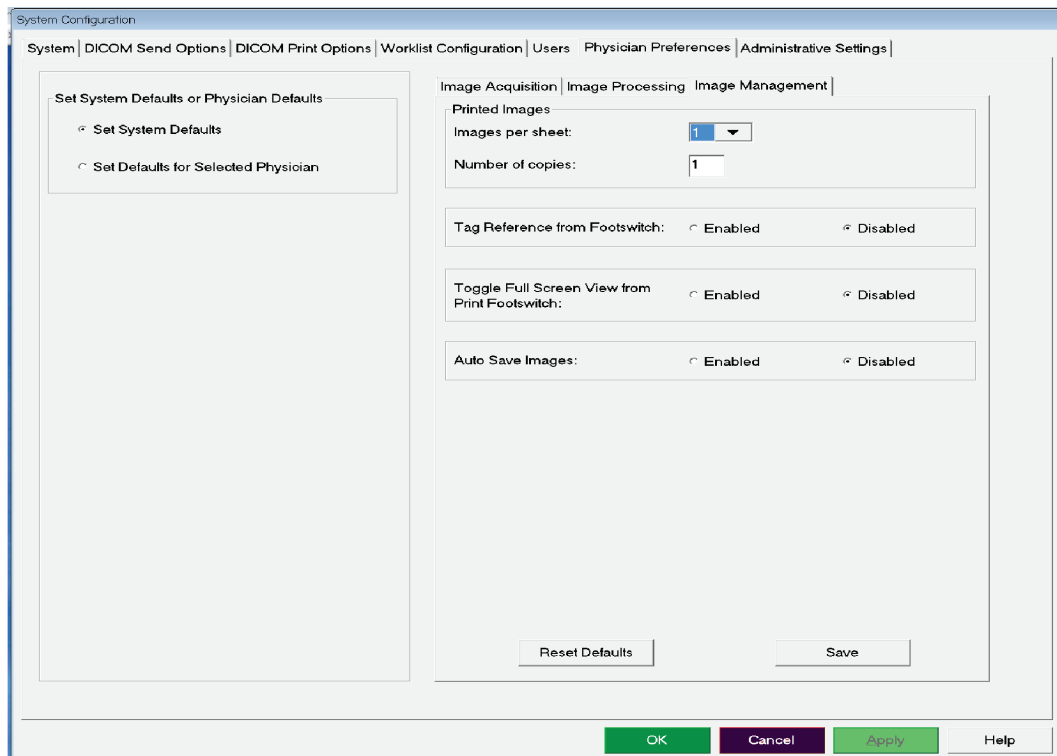 System Configuration
System DICOM Send Options DICOM Print Options Worklist Configuration Users Physician Preferences Administrative Settings
Set System Defaults or Physician Defaults
Set System Defaults
Set Defaults for Selected Physician
Image Acquisition Image Processing Image Management
Printed Images
Images per sheet: 1
Number of copies: 1
Tag Reference from Footswitch: Enabled Disabled
Toggle Full Screen View from
Print Footswitch: Enabled Disabled
Auto Save Images: Enabled Disabled
Reset Defaults Save
OK Cancel Apply Help